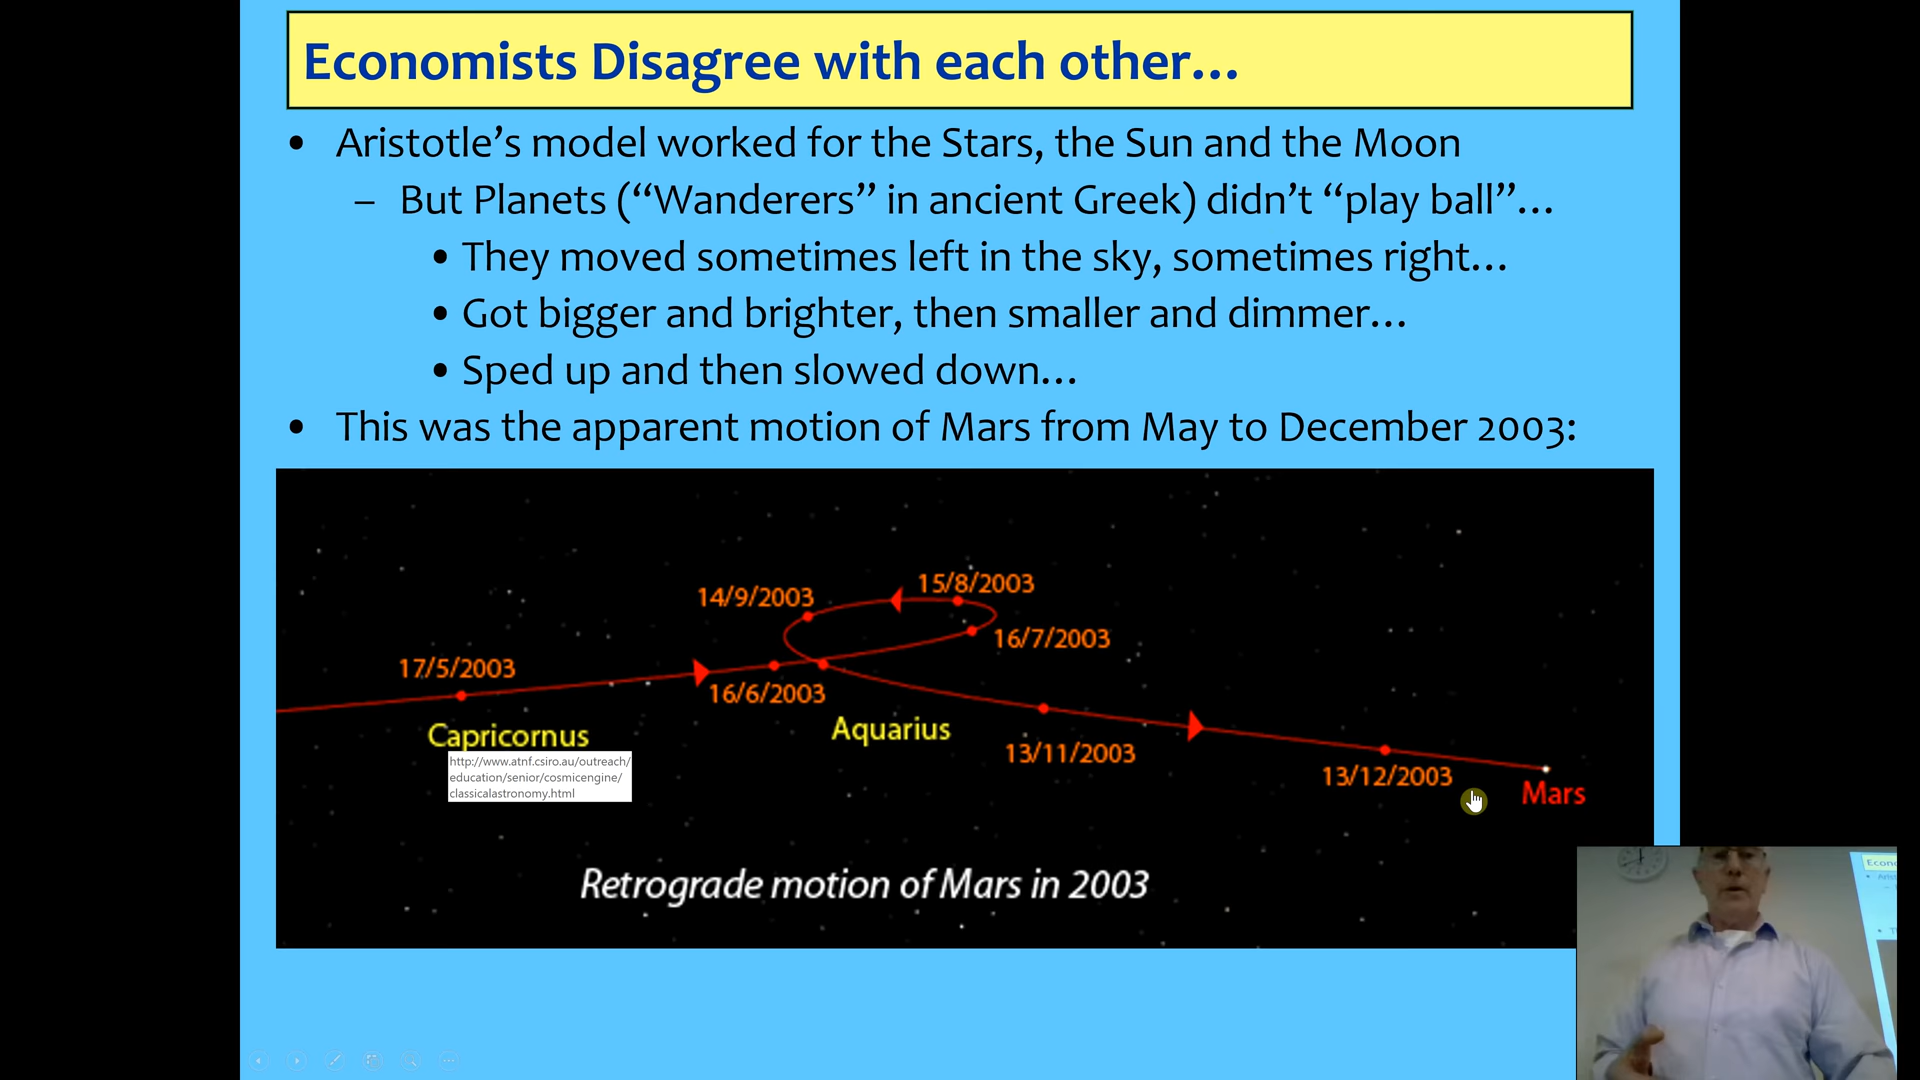 Economists Disagree with each other...
• Aristotle's model worked for the Stars, the Sun and the Moon
– But Planets (“Wanderers” in ancient Greek) didn't “play ball”...
• They moved sometimes left in the sky, sometimes right...
• Got bigger and brighter, then smaller and dimmer...
• Sped up and then slowed down...
• This was the apparent motion of Mars from May to December 2003:
15/8/2003
14/9/2003
16/7/2003
17/5/2003
16/6/2003
Capricornus
Aquarius
13/11/2003
http://www.atnf.csiro.au/outreach/
education/senior/cosmicengine/
classicalastronomy.html
13/12/2003
Mars
Retrograde motion of Mars in 2003